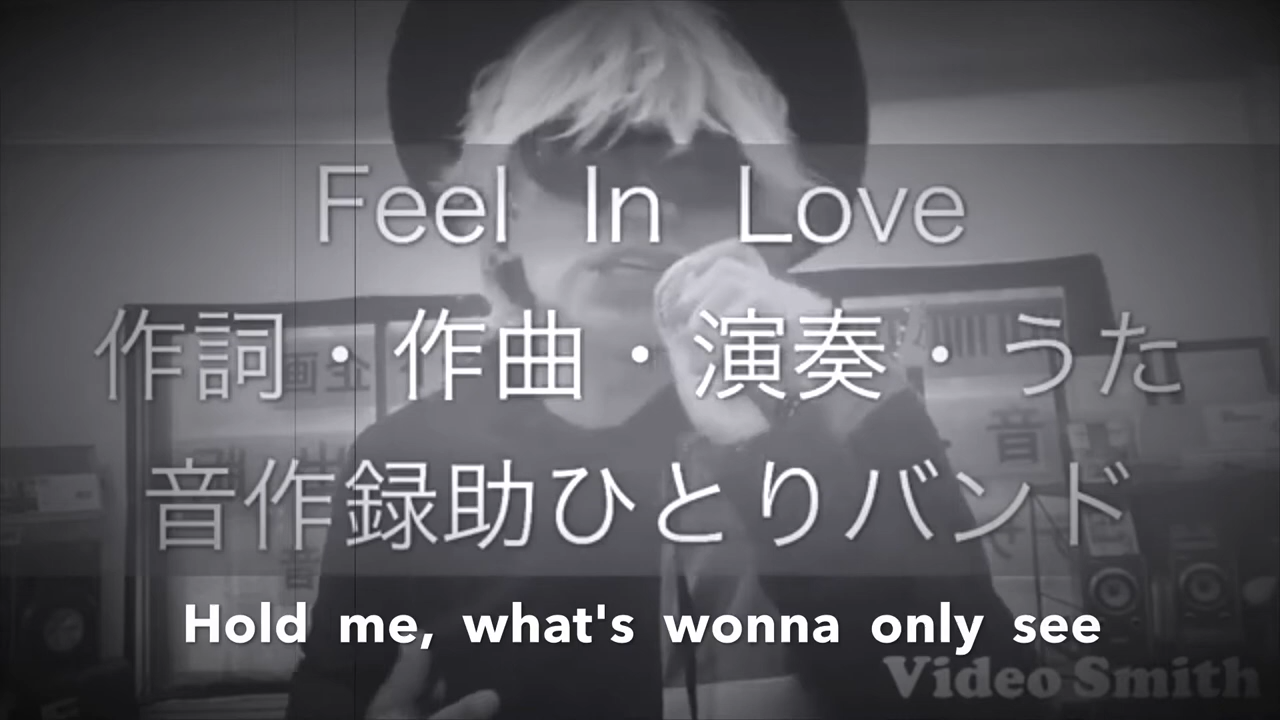 Feel In Love
作詞・作曲・演奏・うた
音作録助ひとりバンド
Hold me, what's wonna only see
Video Smith